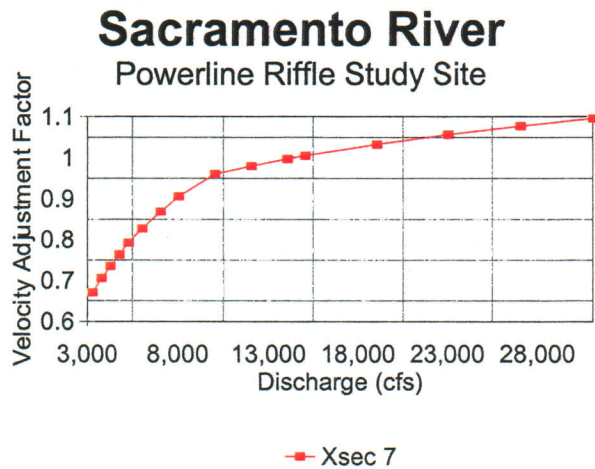 Sacramento River
Powerline Riffle Study Site
Velocity Adjustment Factor
1.1
1
0.9
0.8
0.7
0.6
3,000 8,000 13,000 18,000 23,000 28,000
Discharge (cfs)
Xsec 7